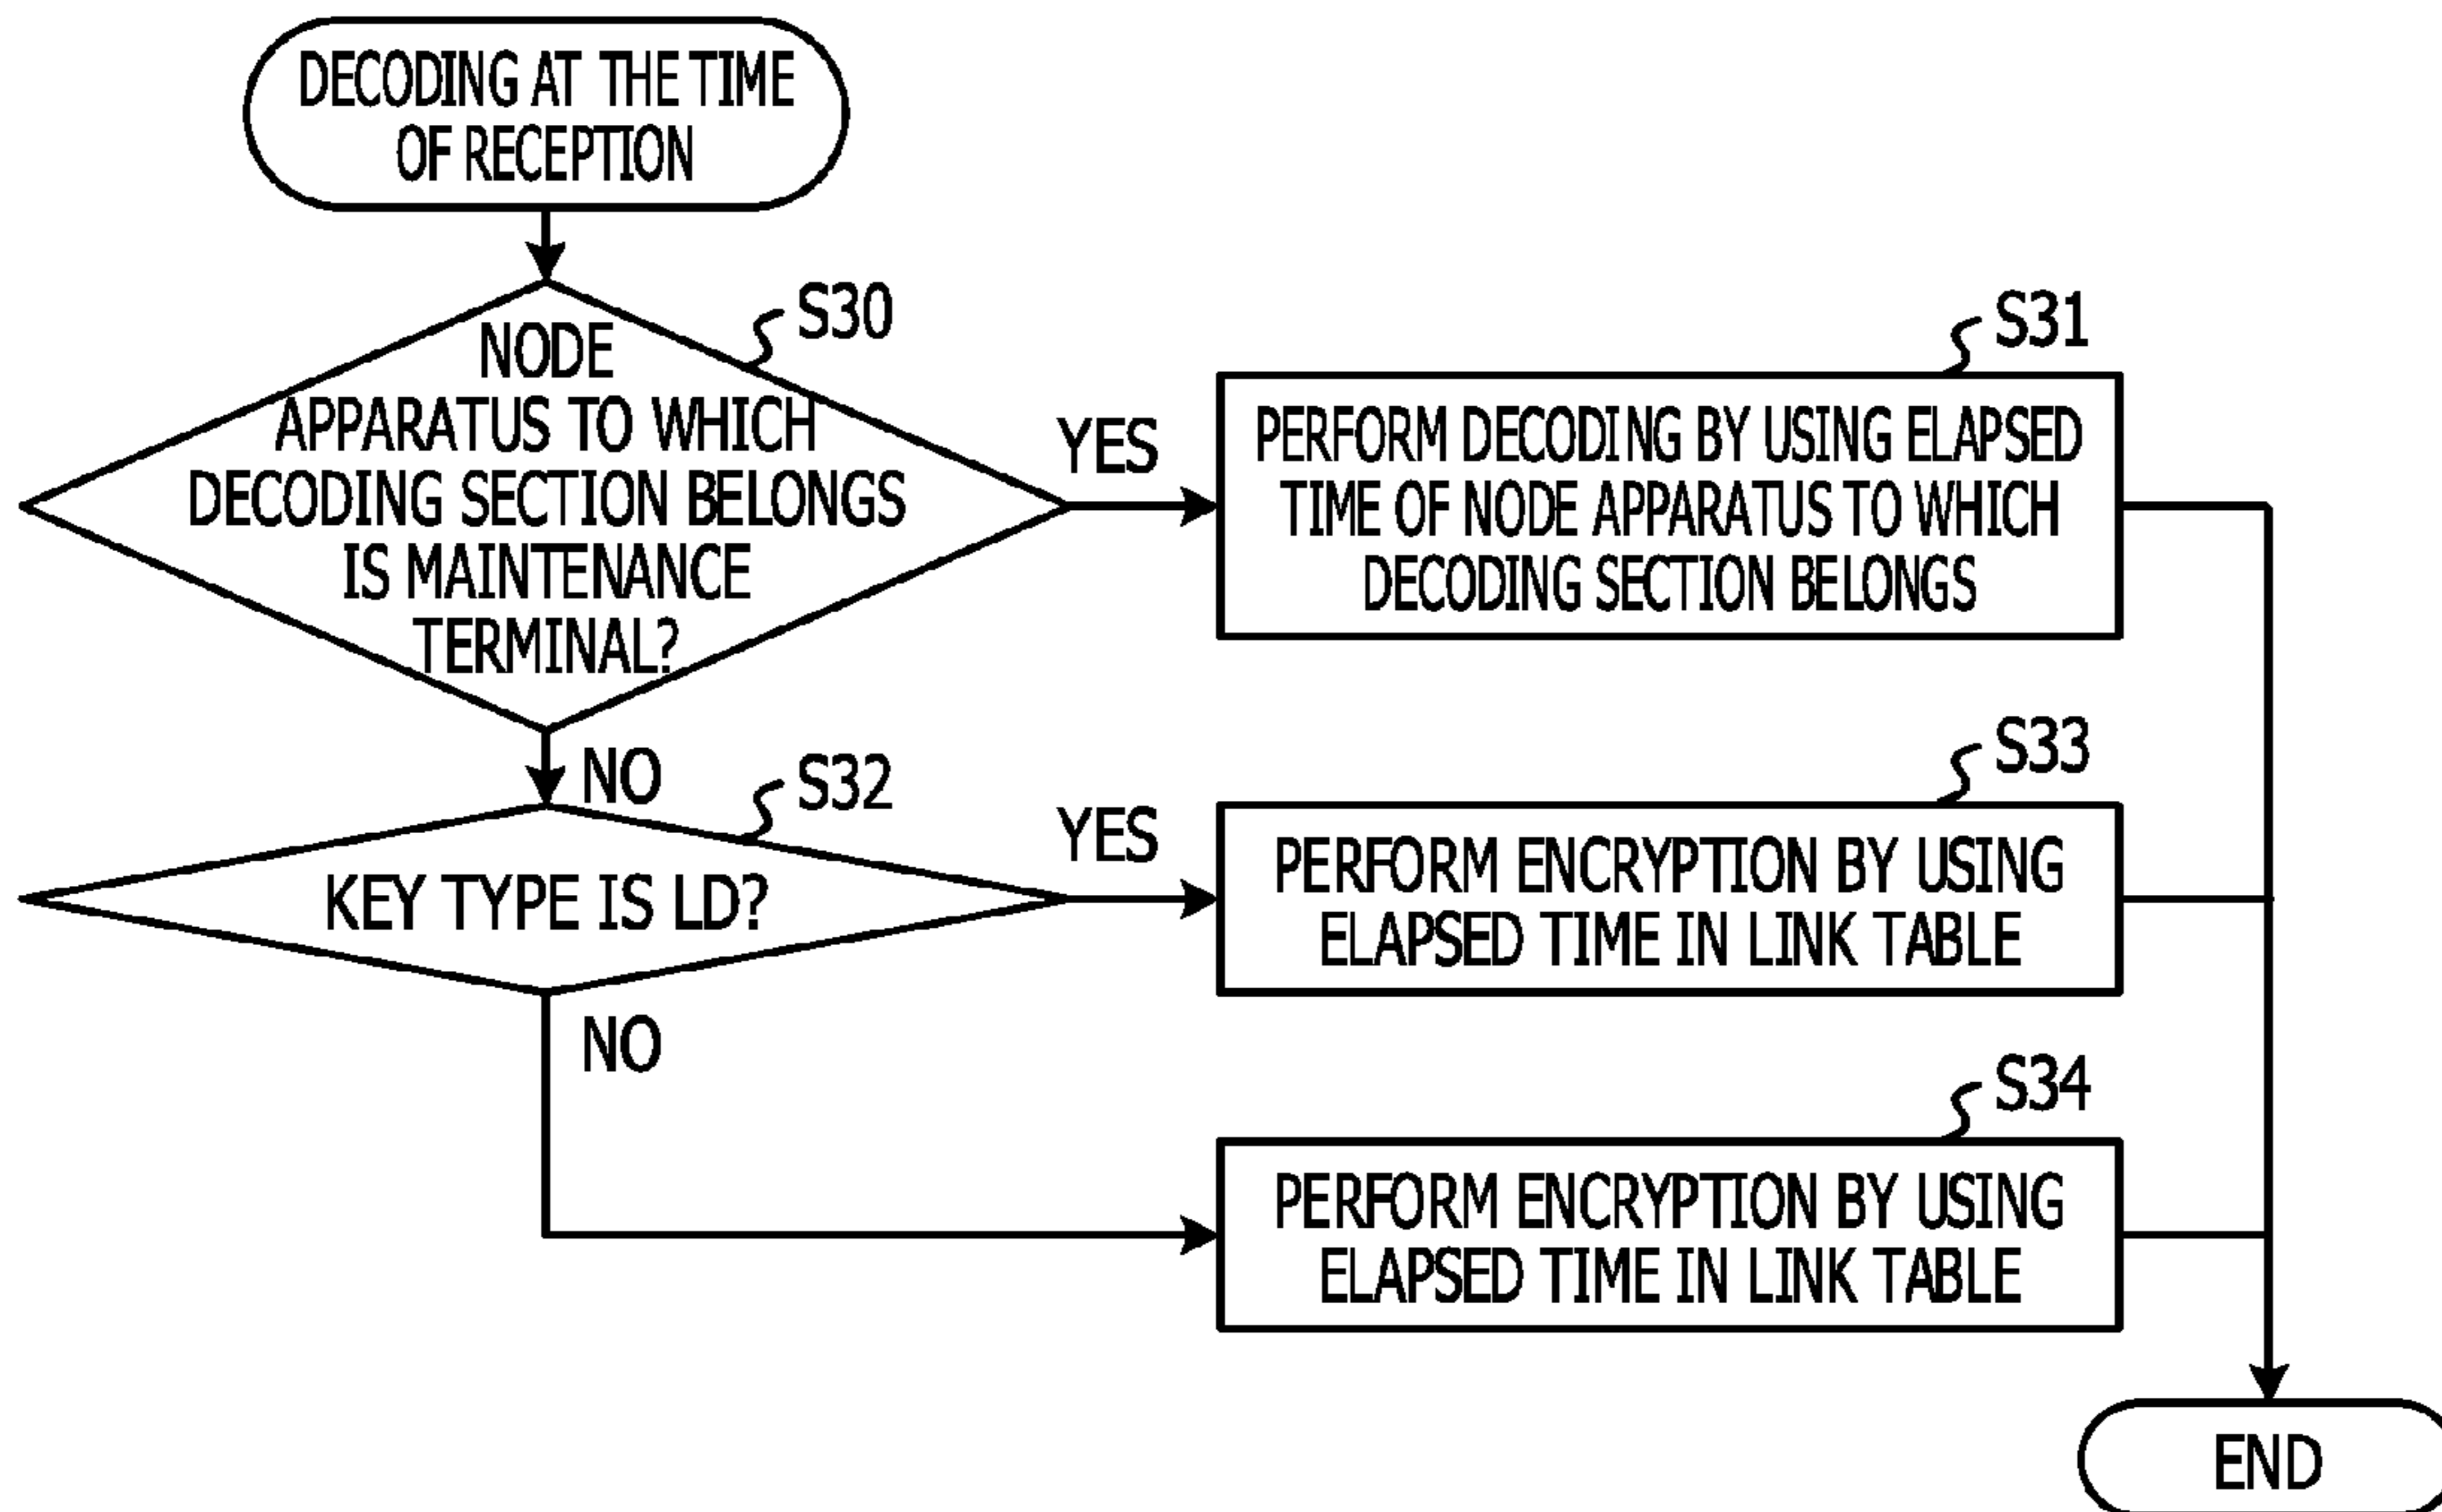 DECODING AT THE TIME
OF RECEPTION
S30
NODE
APPARATUS TO WHICH
DECODING SECTION BELONGS
IS MAINTENANCE
TERMINAL?
YES
S31
PERFORM DECODING BY USING ELAPSED
TIME OF NODE APPARATUS TO WHICH
DECODING SECTION BELONGS
NO
S32
KEY TYPE IS LD?
YES
S33
PERFORM ENCRYPTION BY USING
ELAPSED TIME IN LINK TABLE
NO
S34
PERFORM ENCRYPTION BY USING
ELAPSED TIME IN LINK TABLE
END